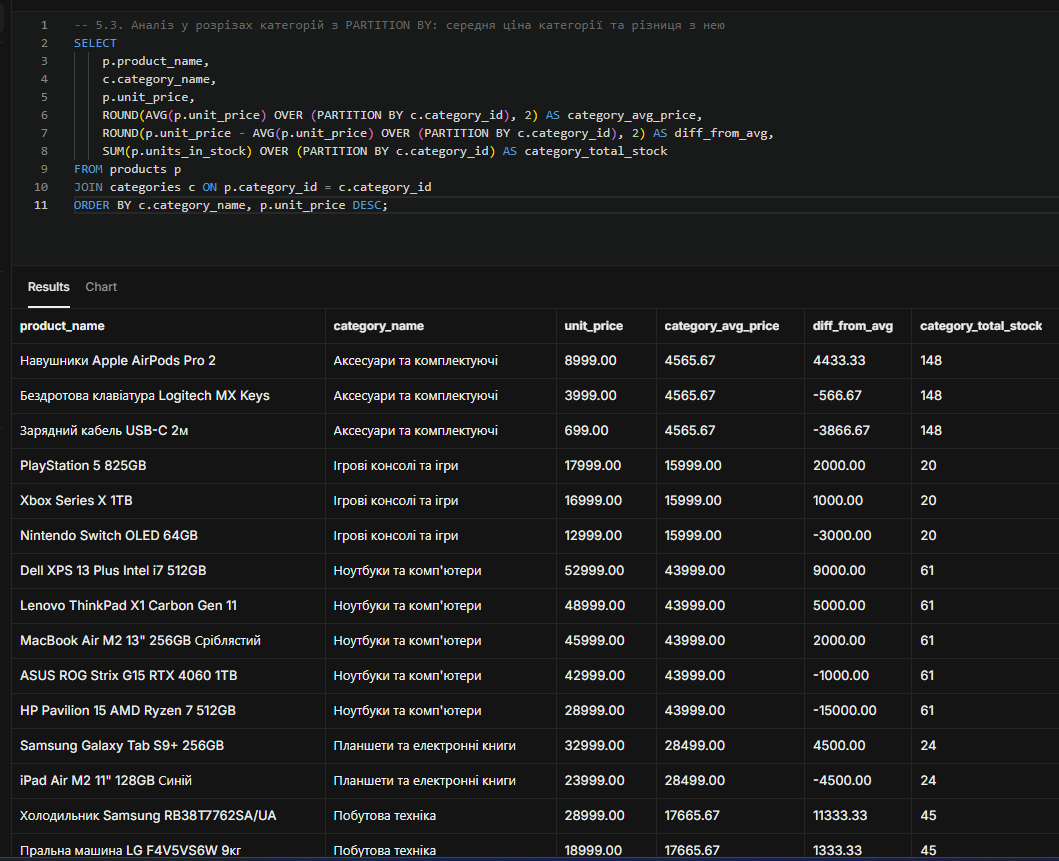 1 -- 5.3. Аналіз у розрізах категорій з PARTITION BY: середня ціна категорії та різниця з нею
2 SELECT
3 p.product_name,
4 c.category_name,
5 p.unit_price,
6 ROUND(AVG(p.unit_price) OVER (PARTITION BY c.category_id), 2) AS category_avg_price,
7 ROUND(p.unit_price - AVG(p.unit_price) OVER (PARTITION BY c.category_id), 2) AS diff_from_avg,
8 SUM(p.units_in_stock) OVER (PARTITION BY c.category_id) AS category_total_stock
9 FROM products p
10 JOIN categories c ON p.category_id = c.category_id
11 ORDER BY c.category_name, p.unit_price DESC;
Results Chart
product_name category_name unit_price category_avg_price diff_from_avg category_total_stock
Навушники Apple AirPods Pro 2 Аксесуари та комплектуючі 8999.00 4565.67 4433.33 148
Бездротова клавіатура Logitech MX Keys Аксесуари та комплектуючі 3999.00 4565.67 -566.67 148
Зарядний кабель USB-C 2м Аксесуари та комплектуючі 699.00 4565.67 -3866.67 148
PlayStation 5 825GB Ігрові консолі та ігри 17999.00 15999.00 2000.00 20
Xbox Series X 1TB Ігрові консолі та ігри 16999.00 15999.00 1000.00 20
Nintendo Switch OLED 64GB Ігрові консолі та ігри 12999.00 15999.00 -3000.00 20
Dell XPS 13 Plus Intel i7 512GB Ноутбуки та комп'ютери 52999.00 43999.00 9000.00 61
Lenovo ThinkPad X1 Carbon Gen 11 Ноутбуки та комп'ютери 48999.00 43999.00 5000.00 61
MacBook Air M2 13" 256GB Сріблястий Ноутбуки та комп'ютери 45999.00 43999.00 2000.00 61
ASUS ROG Strix G15 RTX 4060 1TB Ноутбуки та комп'ютери 42999.00 43999.00 -1000.00 61
HP Pavilion 15 AMD Ryzen 7 512GB Ноутбуки та комп'ютери 28999.00 43999.00 -15000.00 61
Samsung Galaxy Tab S9+ 256GB Планшети та електронні книги 32999.00 28499.00 4500.00 24
iPad Air M2 11" 128GB Синій Планшети та електронні книги 23999.00 28499.00 -4500.00 24
Холодильник Samsung RB38T7762SA/UA Побутова техніка 28999.00 17665.67 11333.33 45
Пральна машина LG F4V5VS6W 9кг Побутова техніка 18999.00 17665.67 1333.33 45